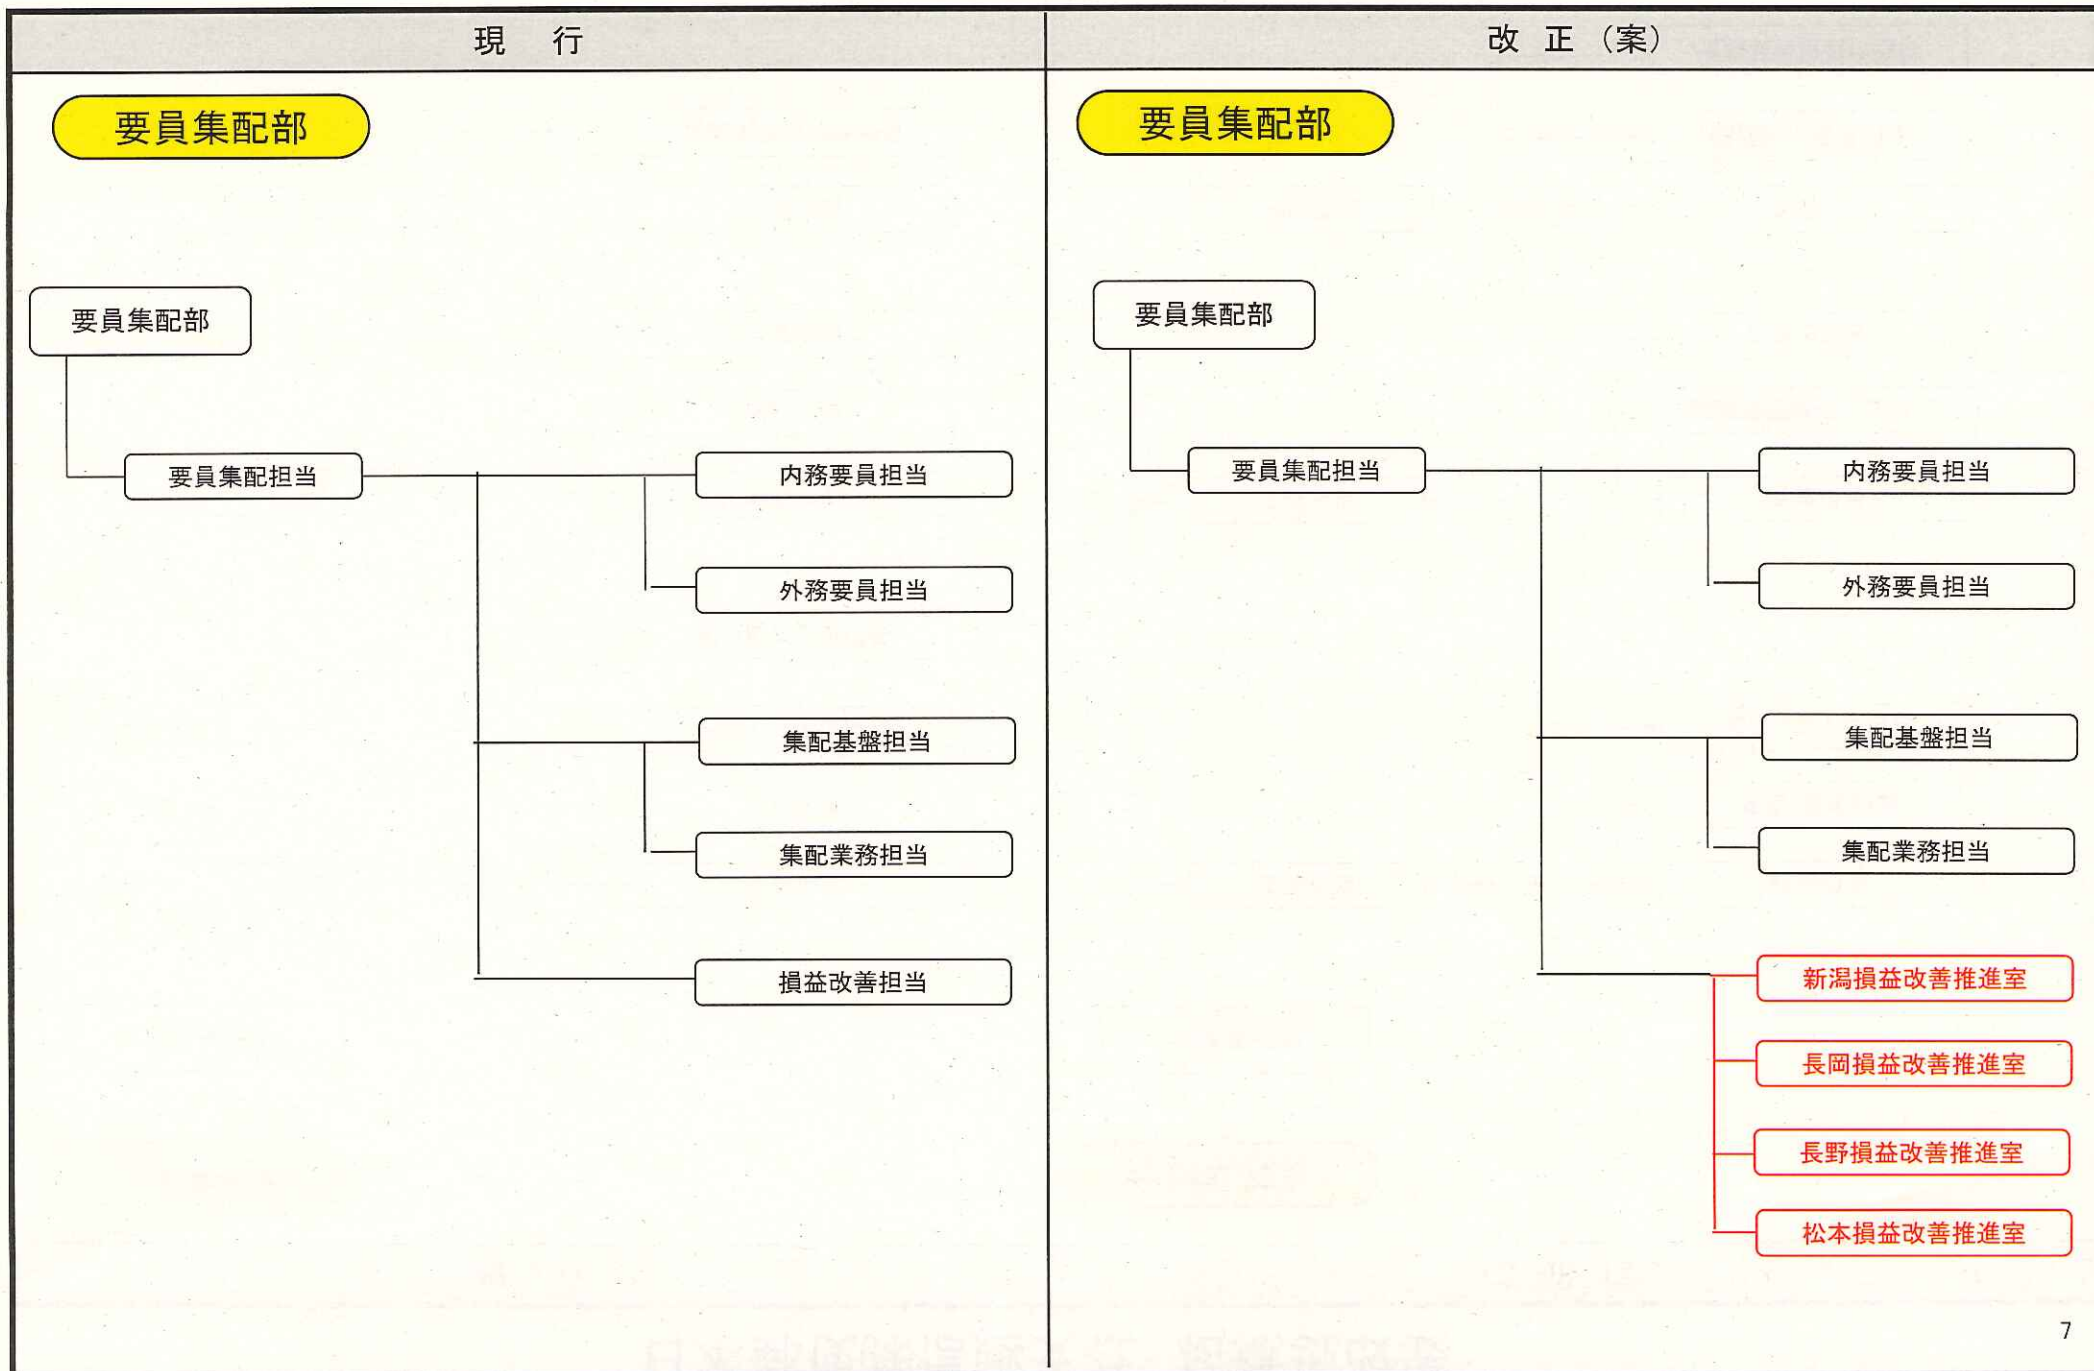 現 行
要員集配部
要員集配部
要員集配担当
内務要員担当
外務要員担当
集配基盤担当
集配業務担当
損益改善担当
改 正 (案)
要員集配部
要員集配部
要員集配担当
内務要員担当
外務要員担当
集配基盤担当
集配業務担当
新潟損益改善推進室
長岡損益改善推進室
長野損益改善推進室
松本損益改善推進室
7